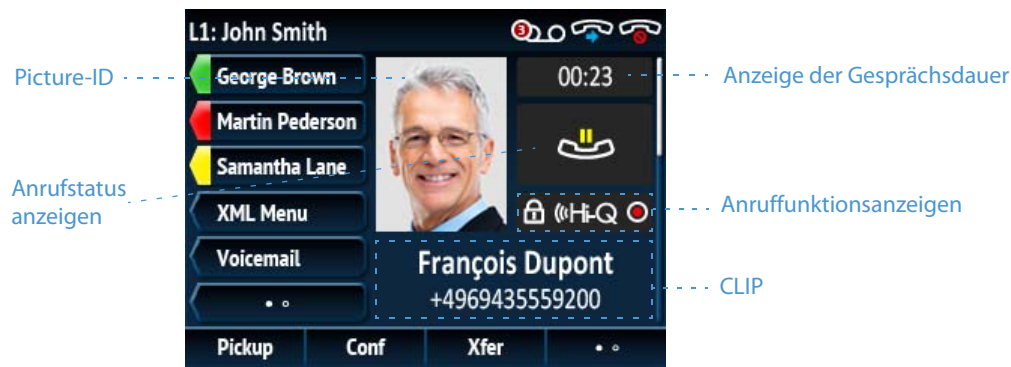 L1: John Smith
3
Picture-ID
George Brown
00:23
Anzeige der Gesprächsdauer
Martin Pederson
Samantha Lane
Anrufstatus
anzeigen
XML Menu
Hi-Q
Anruffunktionsanzeigen
Voicemail
François Dupont
+4969435559200
CLIP
Pickup
Conf
Xfer